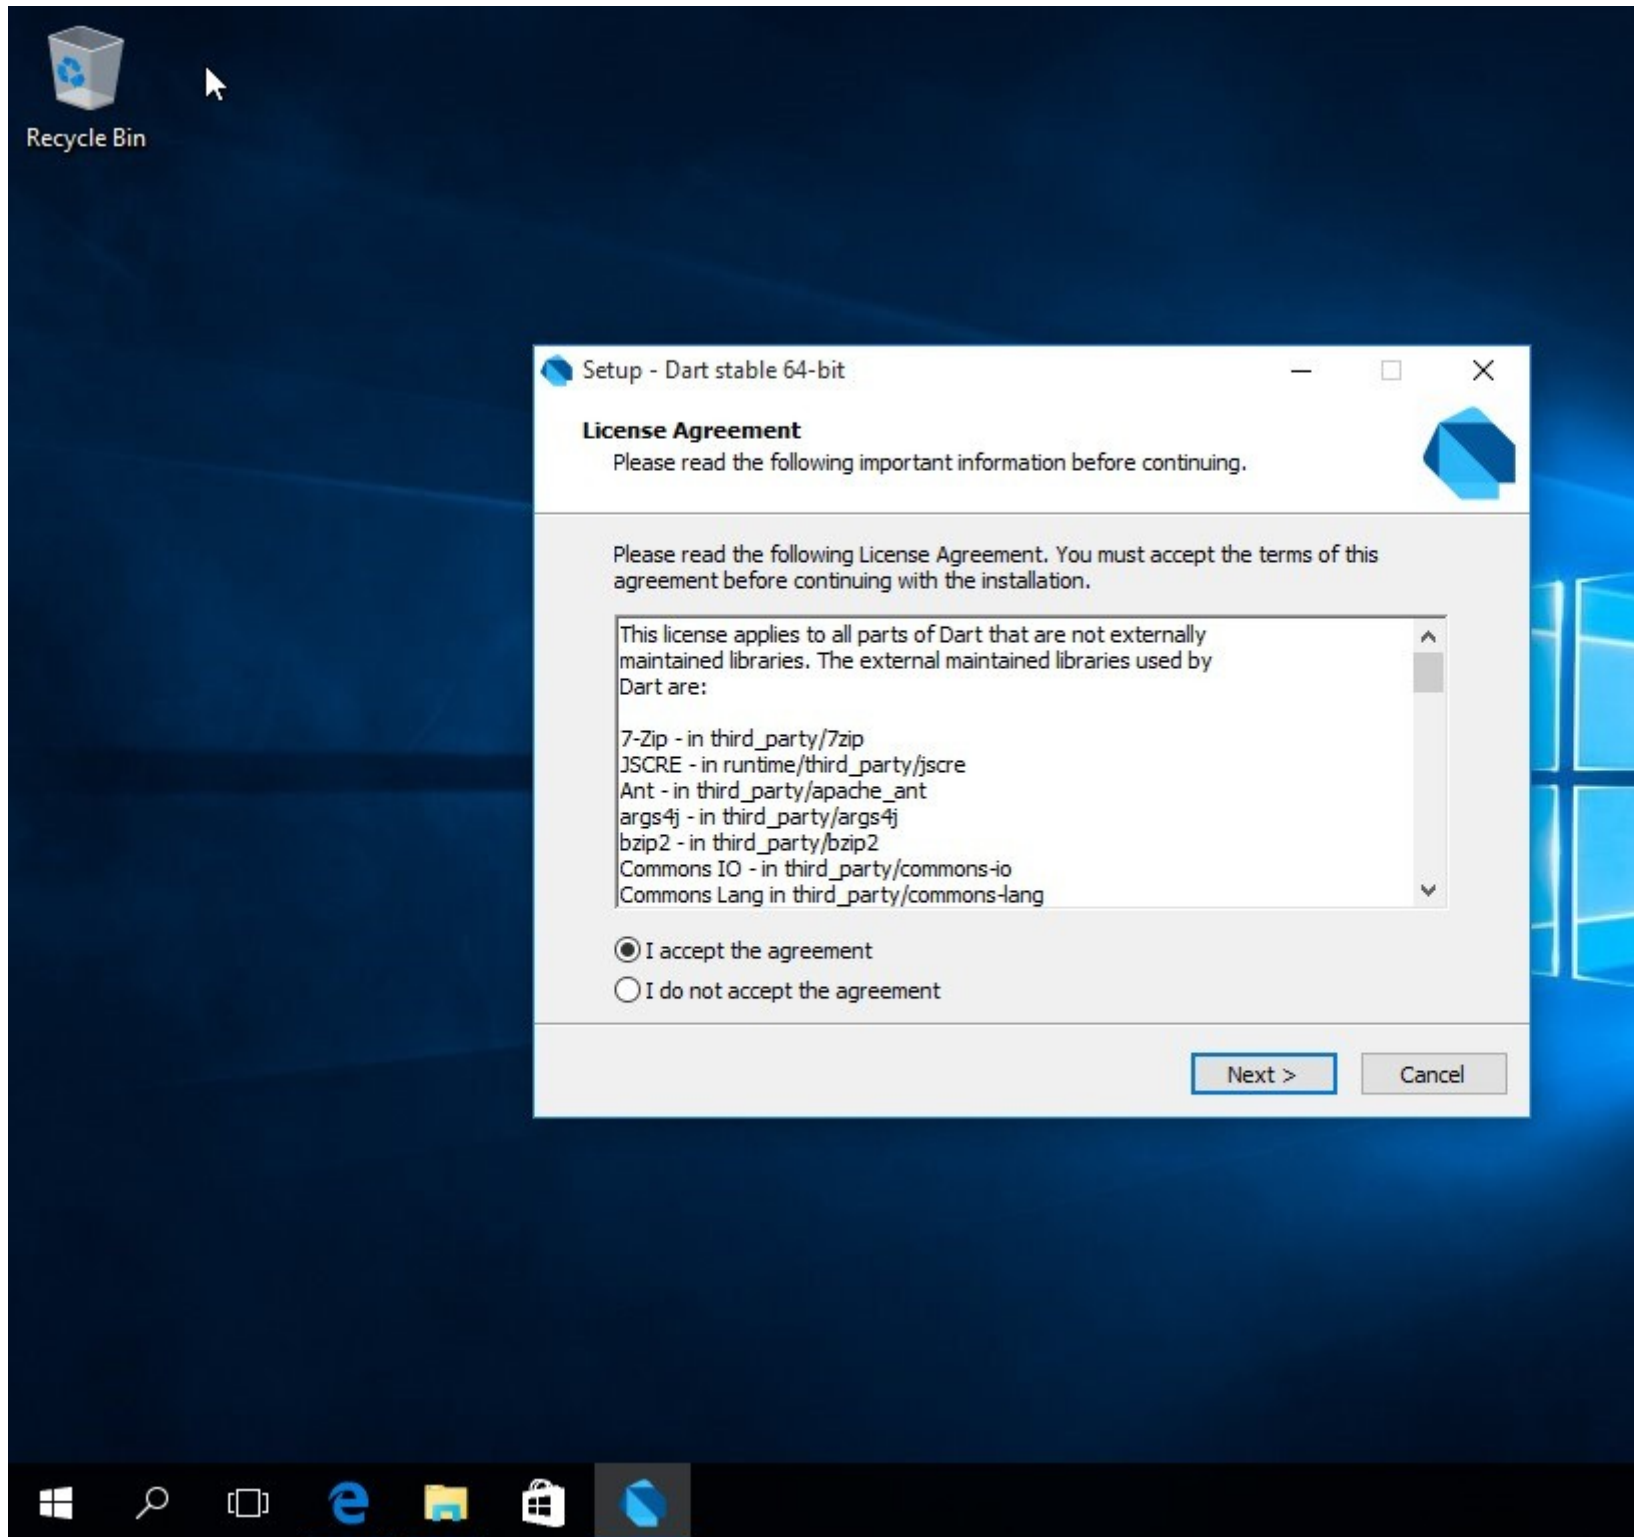 Recycle Bin
Setup - Dart stable 64-bit
License Agreement
Please read the following important information before continuing.
Please read the following License Agreement. You must accept the terms of this
agreement before continuing with the installation.
This license applies to all parts of Dart that are not externally
maintained libraries. The external maintained libraries used by
Dart are:
7-Zip - in third_party/7zip
JSCRE - in runtime/third_party/jscre
Ant - in third_party/apache_ant
args4j - in third_party/args4j
bzip2 - in third_party/bzip2
Commons IO - in third_party/commons-io
Commons Lang in third_party/commons-lang
I accept the agreement
I do not accept the agreement
Next >
Cancel